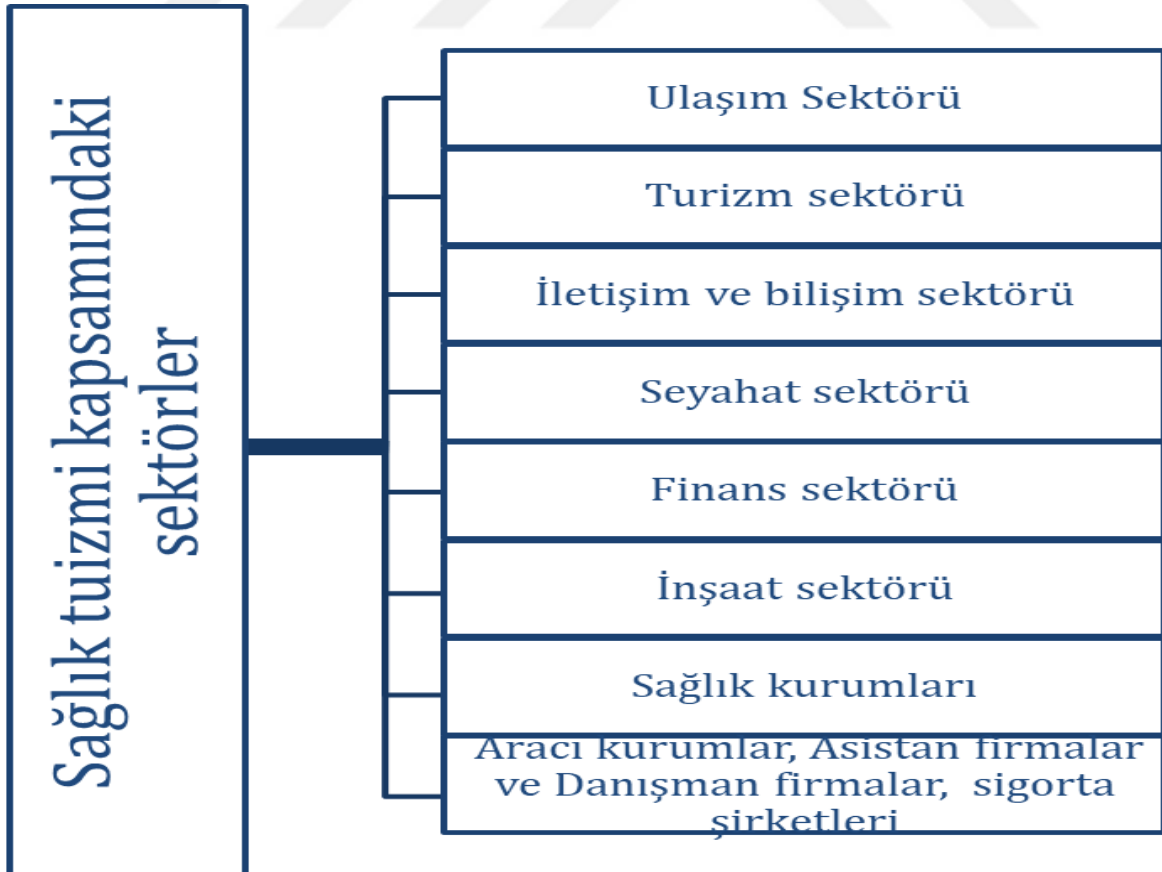 Sağlık tuizmi kapsamındaki
sektörler
Ulaşım Sektörü
Turizm sektörü
İletişim ve bilişim sektörü
Seyahat sektörü
Finans sektörü
İnşaat sektörü
Sağlık kurumları
Aracı kurumlar, Asistan firmalar
ve Danışman firmalar, sigorta
şirketleri